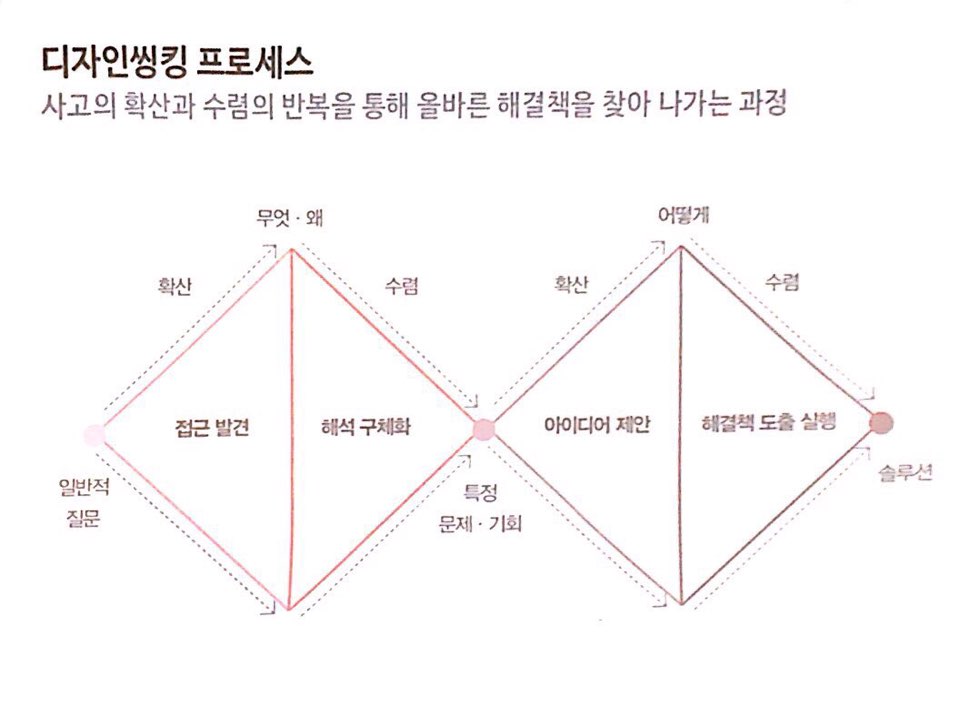 디자인씽킹 프로세스
사고의 확산과 수렴의 반복을 통해 올바른 해결책을 찾아 나가는 과정
무엇 · 왜
어떻게
확산
수렴
확산
수렴
접근 발견
해석 구체화
아이디어 제안
해결책 도출 실행
일반적
질문
특정
문제 · 기회
솔루션